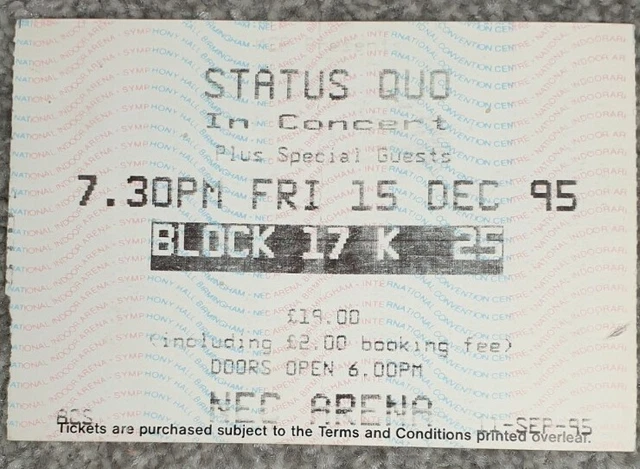 STATUS QUO
In Concert
Plus Special Guests
7.30PM FRI 15 DEC 95
BLOCK 17 K 25
£19.00
(including £2.00 booking fee)
DOORS OPEN 6.00PM
NEC ARENA
ACS
Tickets are purchased subject to the Terms and Conditions printed overleaf.